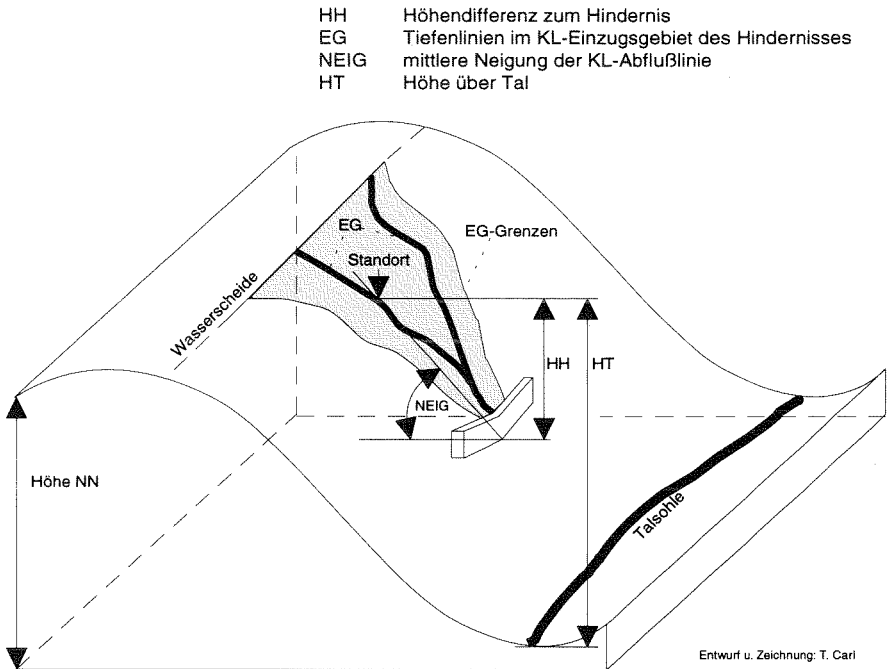 HH Höhendifferenz zum Hindernis
EG Tiefenlinien im KL-Einzugsgebiet des Hindernisses
NEIG mittlere Neigung der KL-Abflußlinie
HT Höhe über Tal
EG
EG-Grenzen
Standort
Wasserscheide
HH
HT
NEIG
Höhe NN
Talsohle
Entwurf u. Zeichnung: T. Carl